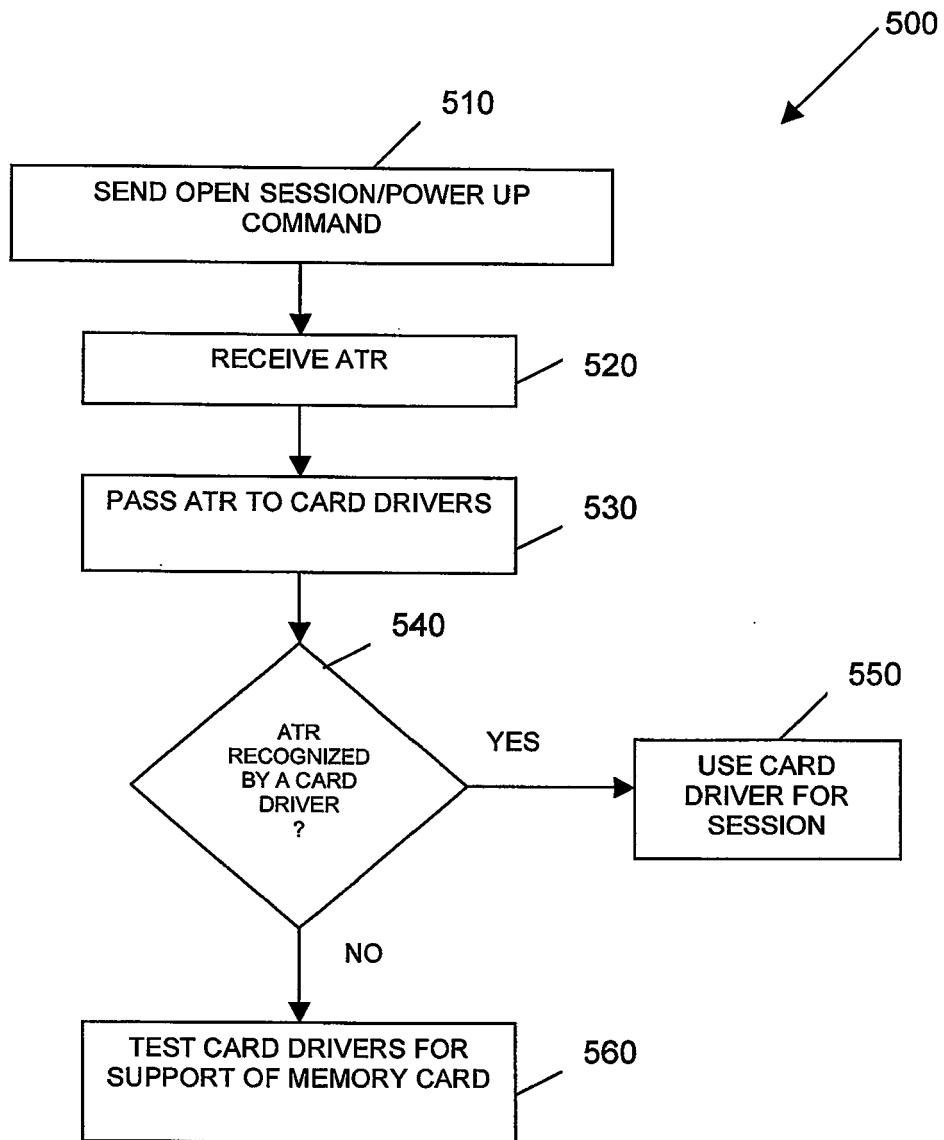 500
510
SEND OPEN SESSION/POWER UP
COMMAND
RECEIVE ATR
520
PASS ATR TO CARD DRIVERS
530
540
ATR
RECOGNIZED
BY A CARD
DRIVER
?
YES
550
USE CARD
DRIVER FOR
SESSION
NO
TEST CARD DRIVERS FOR
SUPPORT OF MEMORY CARD
560